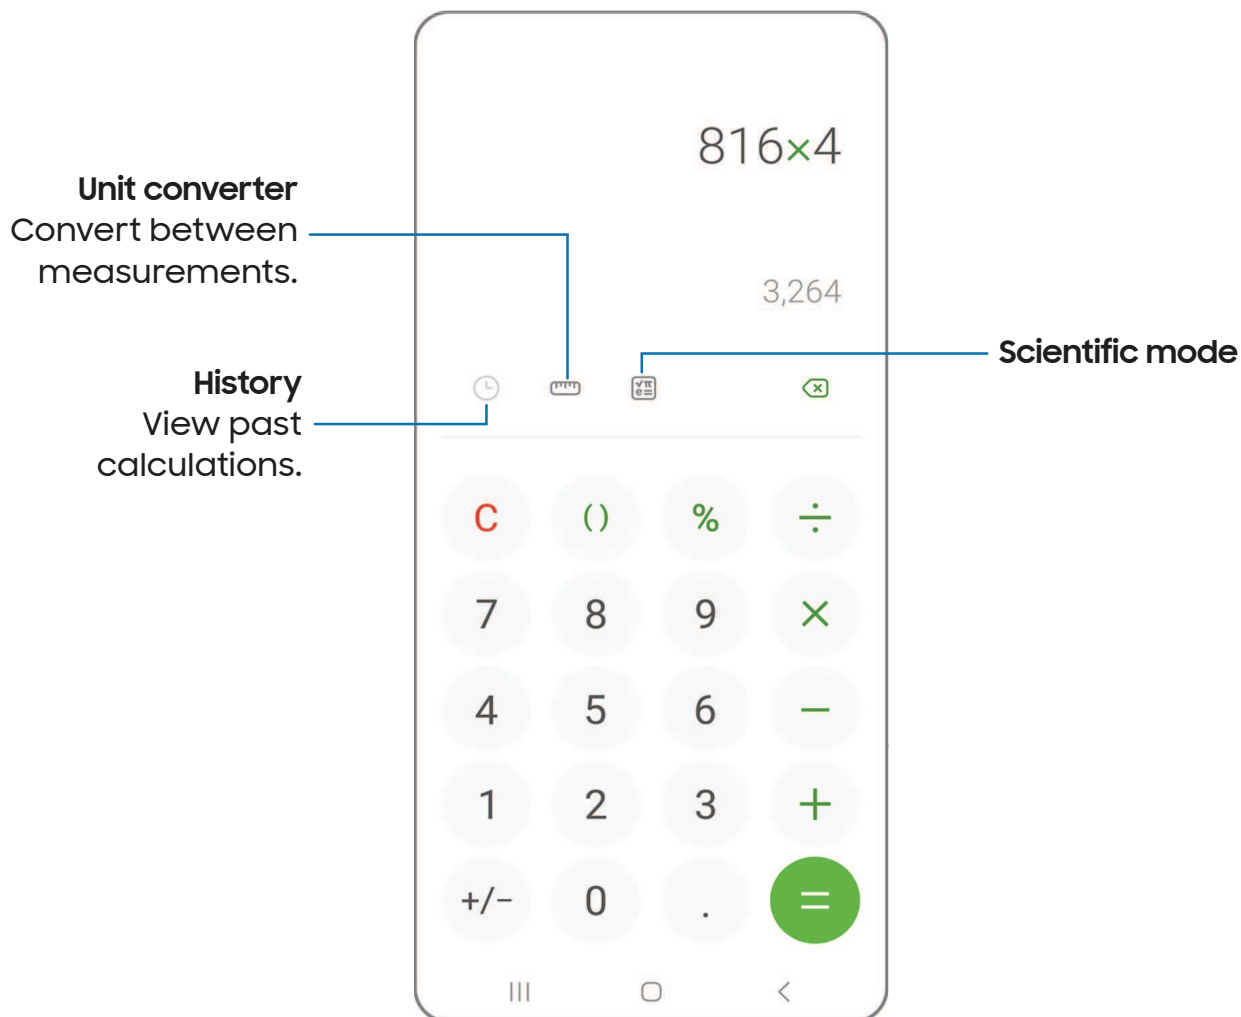 816×4
Unit converter
Convert between
measurements.
3,264
Scientific mode
History
View past
calculations.
√π
e=
C
( )
%
÷
7
8
9
×
4
5
6
−
1
2
3
+
+/−
0
.
=